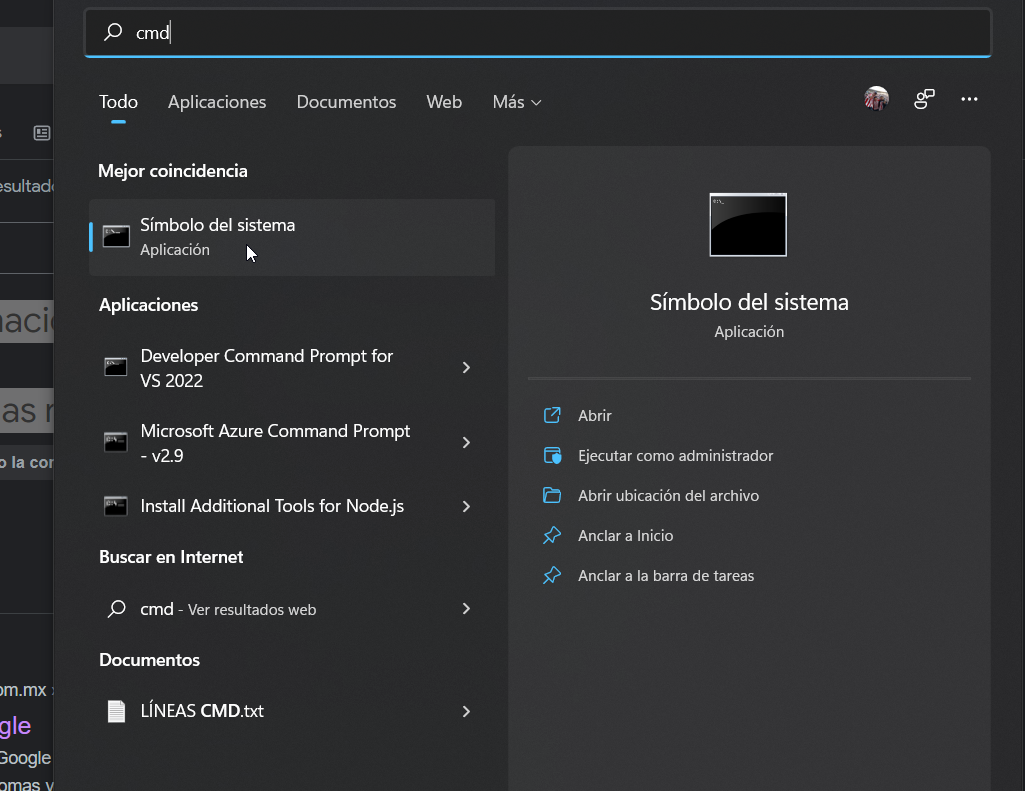 cmd
Todo Aplicaciones Documentos Web Más
Mejor coincidencia
Símbolo del sistema
Aplicación
Aplicaciones
Developer Command Prompt for
VS 2022
Microsoft Azure Command Prompt
- v2.9
Install Additional Tools for Node.js
Buscar en Internet
cmd - Ver resultados web
Documentos
LÍNEAS CMD.txt
Símbolo del sistema
Aplicación
Abrir
Ejecutar como administrador
Abrir ubicación del archivo
Anclar a Inicio
Anclar a la barra de tareas
esultad
nacio
as
o la cor
om.mx
gle
Google
omas y